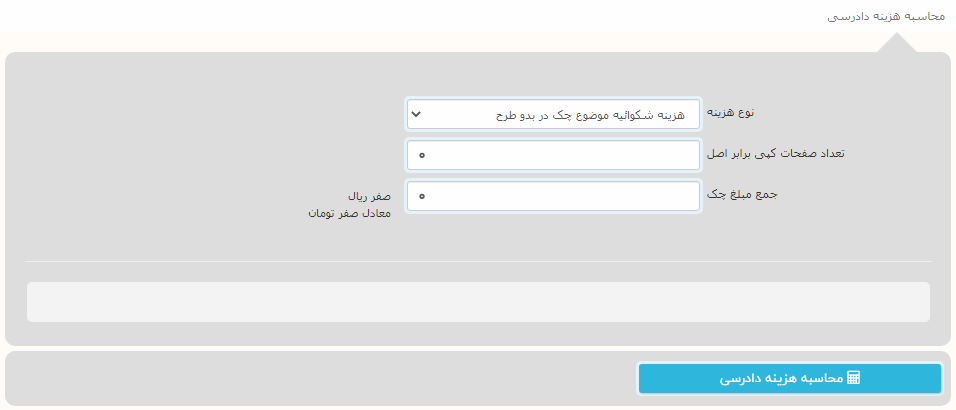 محاسبه هزینه دادرسی
نوع هزینه
هزینه شکوائیه موضوع چک در بدو طرح
تعداد صفحات کپی برابر اصل
۰
جمع مبلغ چک
۰
صفر ریال
معادل صفر تومان
محاسبه هزینه دادرسی